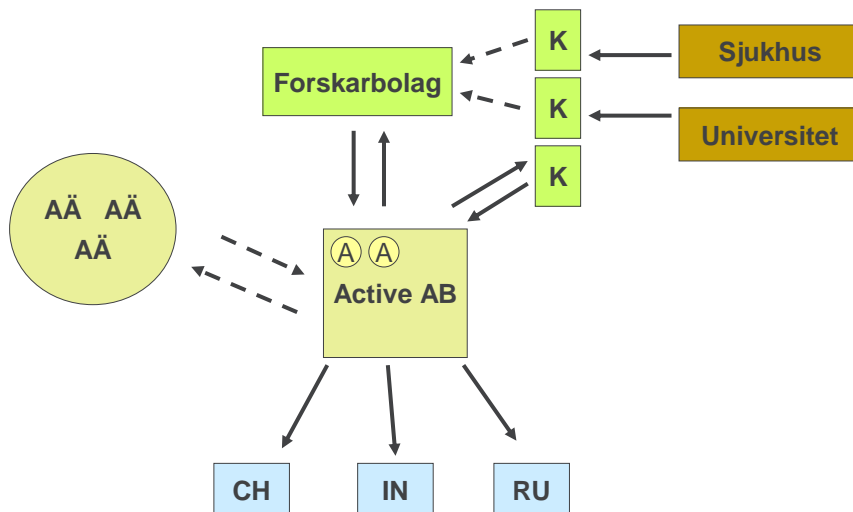 K
Sjukhus
Forskarbolag
K
Universitet
K
AÄ AÄ
AÄ
A A
Active AB
CH
IN
RU